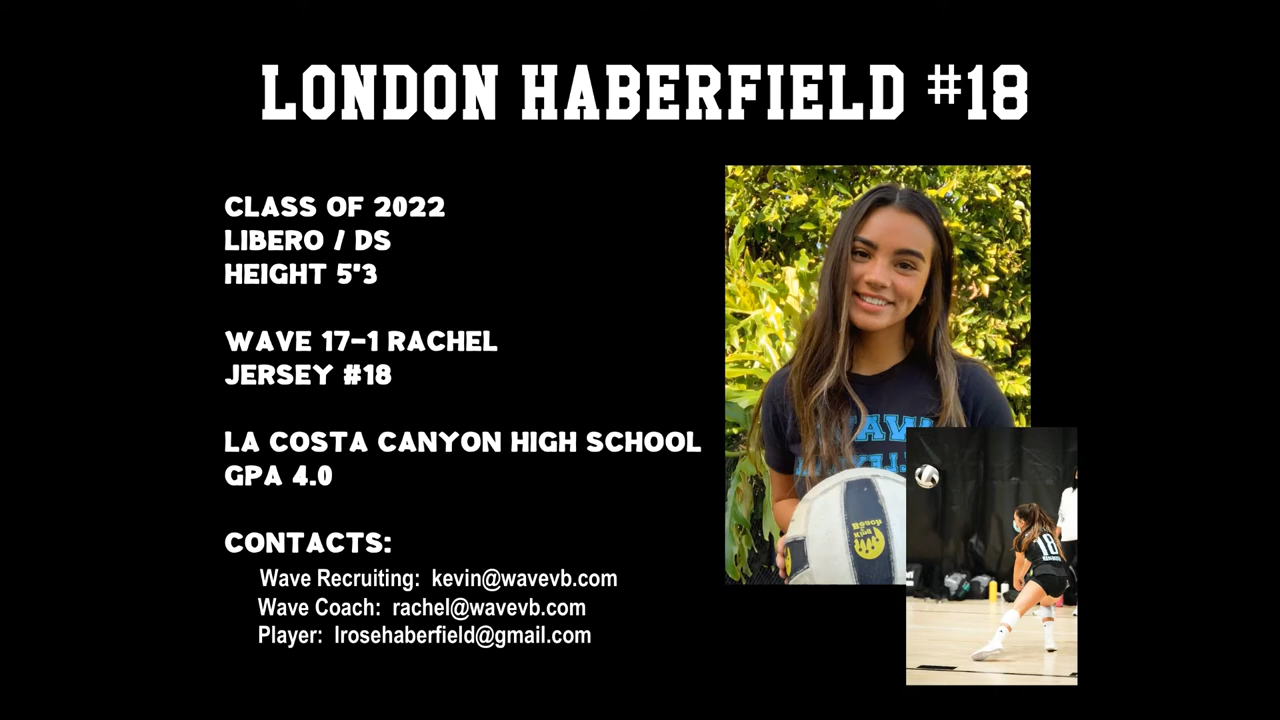 LONDON HABERFIELD #18
CLASS OF 2022
LIBERO / DS
HEIGHT 5'3
WAVE 17-1 RACHEL
JERSEY #18
LA COSTA CANYON HIGH SCHOOL
GPA 4.0
CONTACTS:
Wave Recruiting: kevin@wavevb.com
Wave Coach: rachel@wavevb.com
Player: lrosehaberfield@gmail.com
WAVE
18